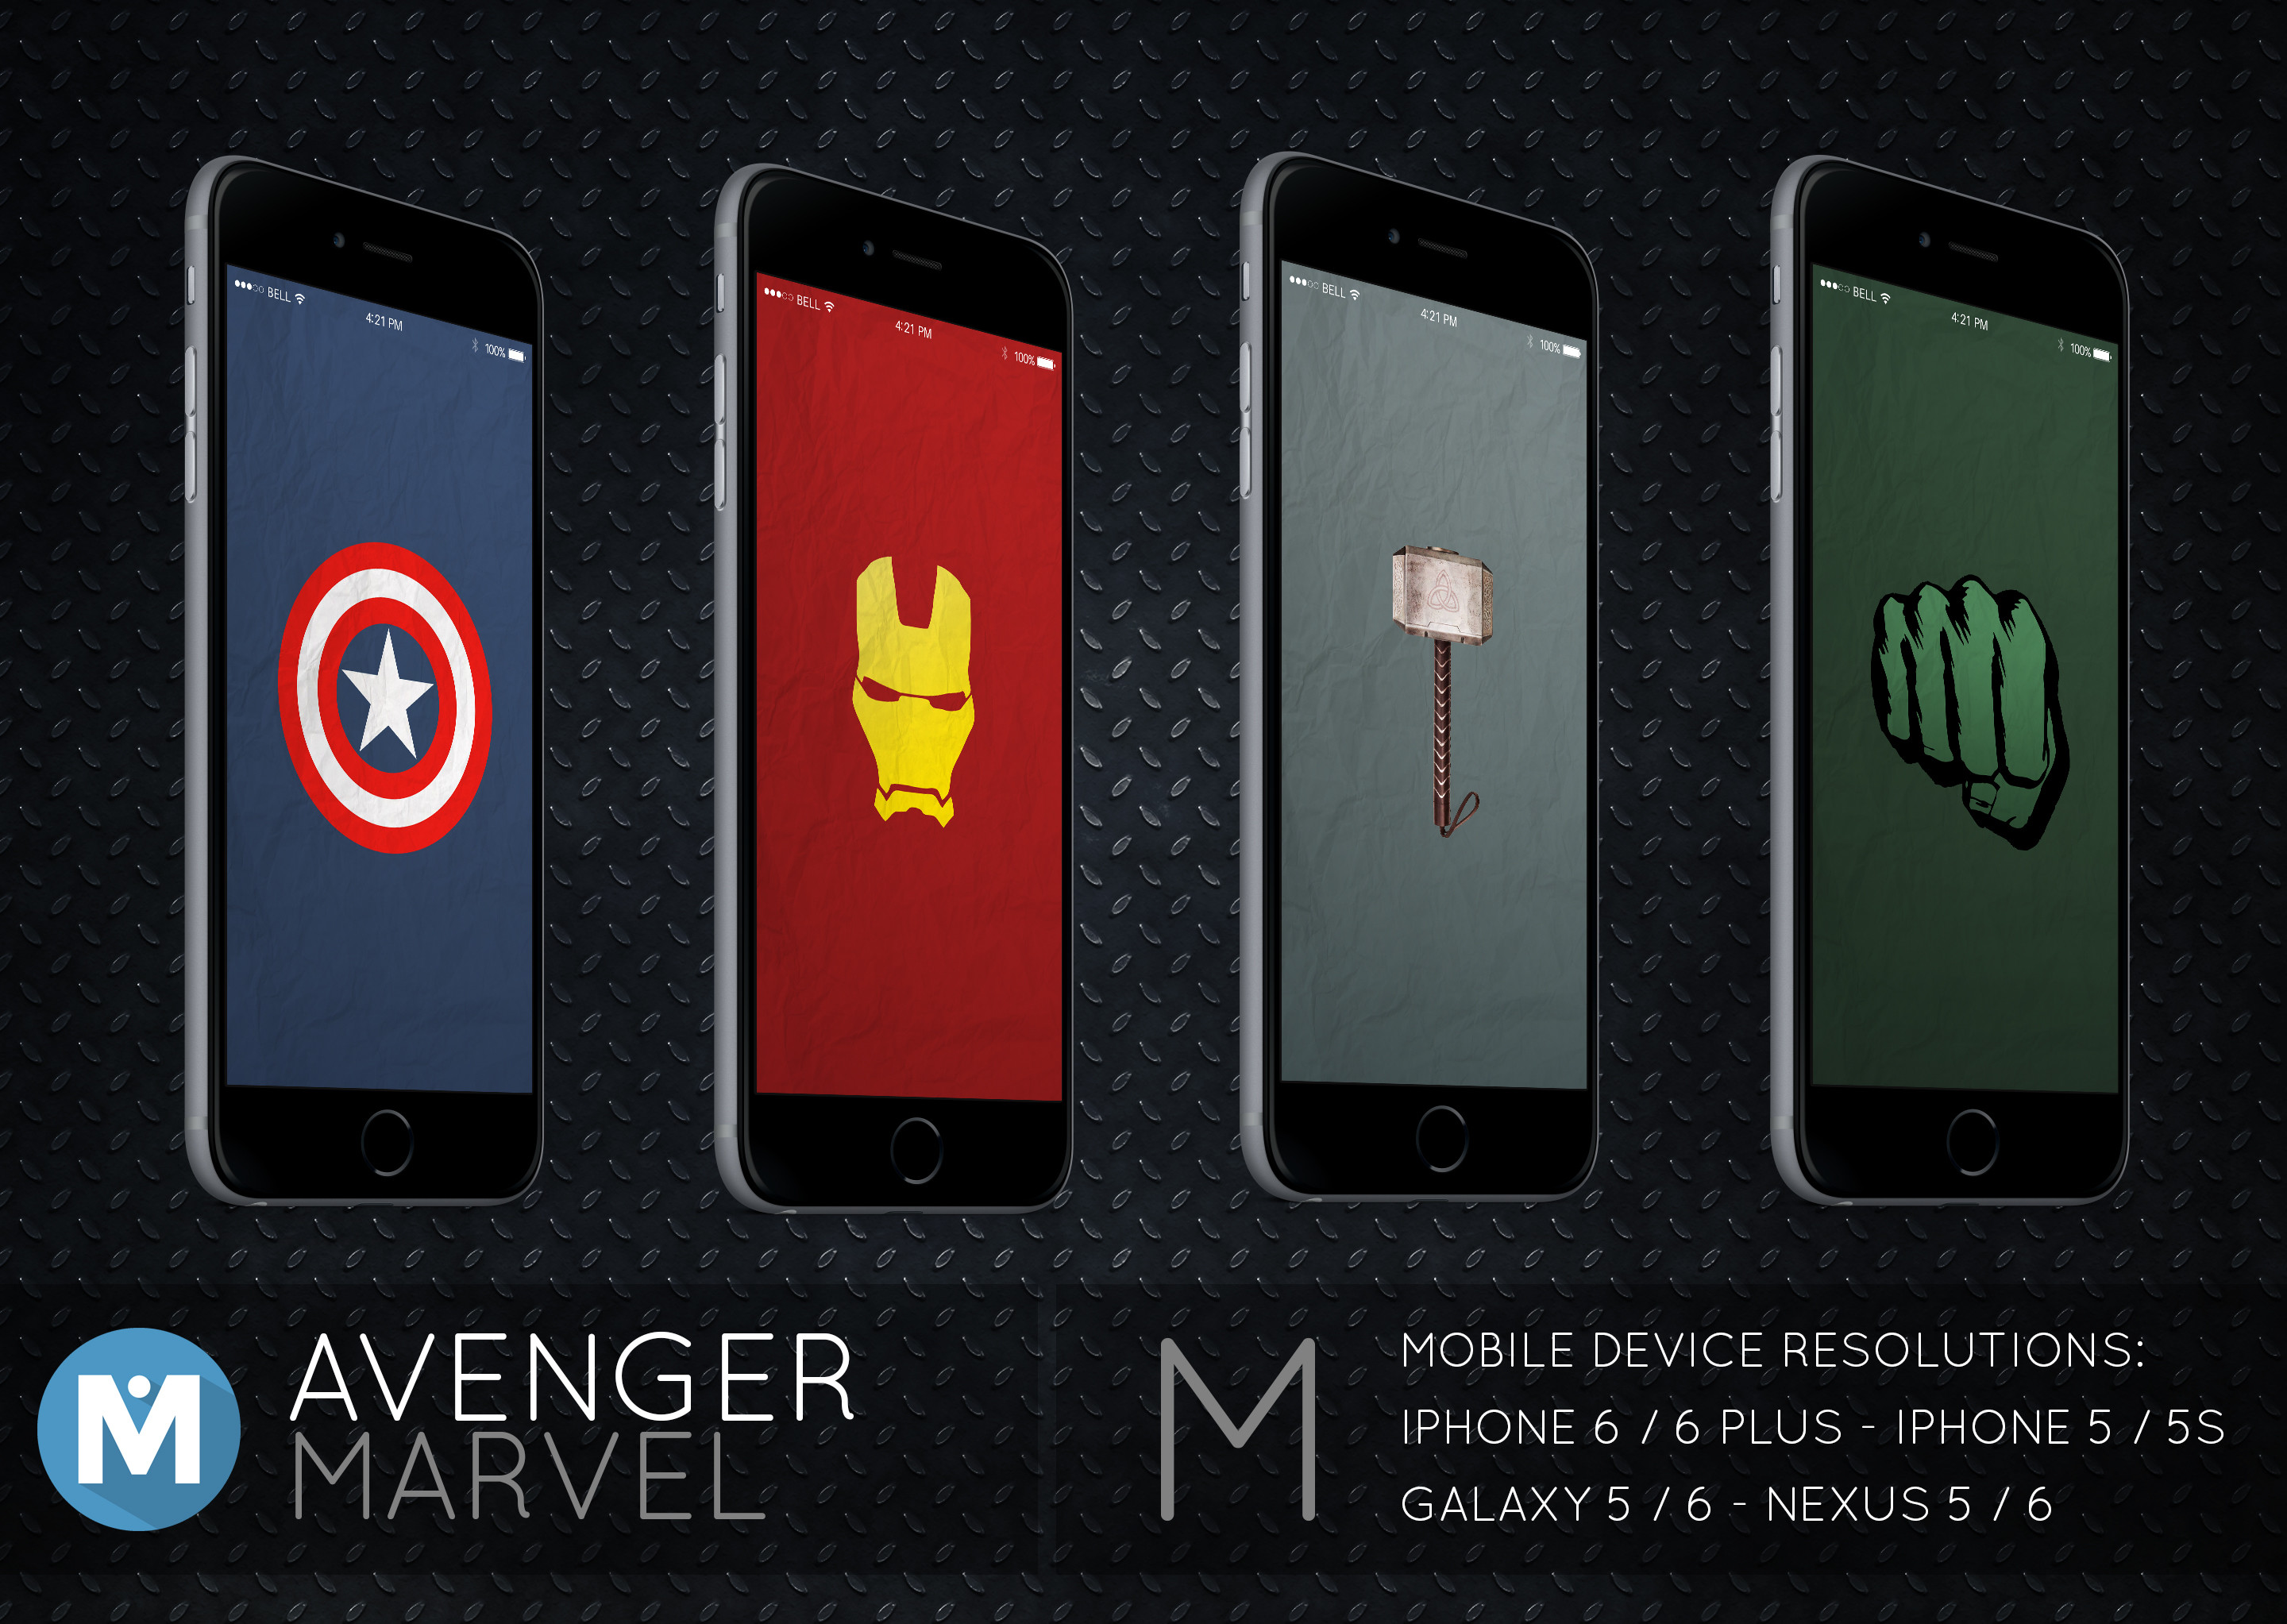 BELL
4:21 PM
100%
BELL
4:21 PM
100%
BELL
4:21 PM
100%
BELL
4:21 PM
100%
M
AVENGER
MARVEL
M
MOBILE DEVICE RESOLUTIONS:
IPHONE 6 / 6 PLUS - IPHONE 5 / 5S
GALAXY 5 / 6 - NEXUS 5 / 6